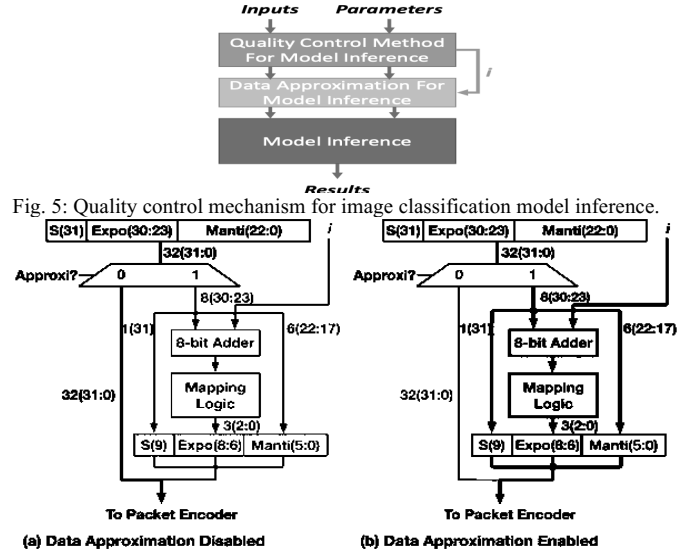 Inputs Parameters
Quality Control Method
For Model Inference
i
Data Approximation For
Model Inference
Model Inference
Results
Fig. 5: Quality control mechanism for image classification model inference.
S(31) Expo(30:23) Manti(22:0) i
32(31:0)
Approxi? 0 1
8(30:23)
1(31) 6(22:17)
8-bit Adder
32(31:0)
Mapping
Logic
3(2:0)
S(9) Expo(8:6) Manti(5:0)
To Packet Encoder
(a) Data Approximation Disabled
S(31) Expo(30:23) Manti(22:0) i
32(31:0)
Approxi? 0 1
8(30:23)
1(31) 6(22:17)
8-bit Adder
32(31:0)
Mapping
Logic
3(2:0)
S(9) Expo(8:6) Manti(5:0)
To Packet Encoder
(b) Data Approximation Enabled